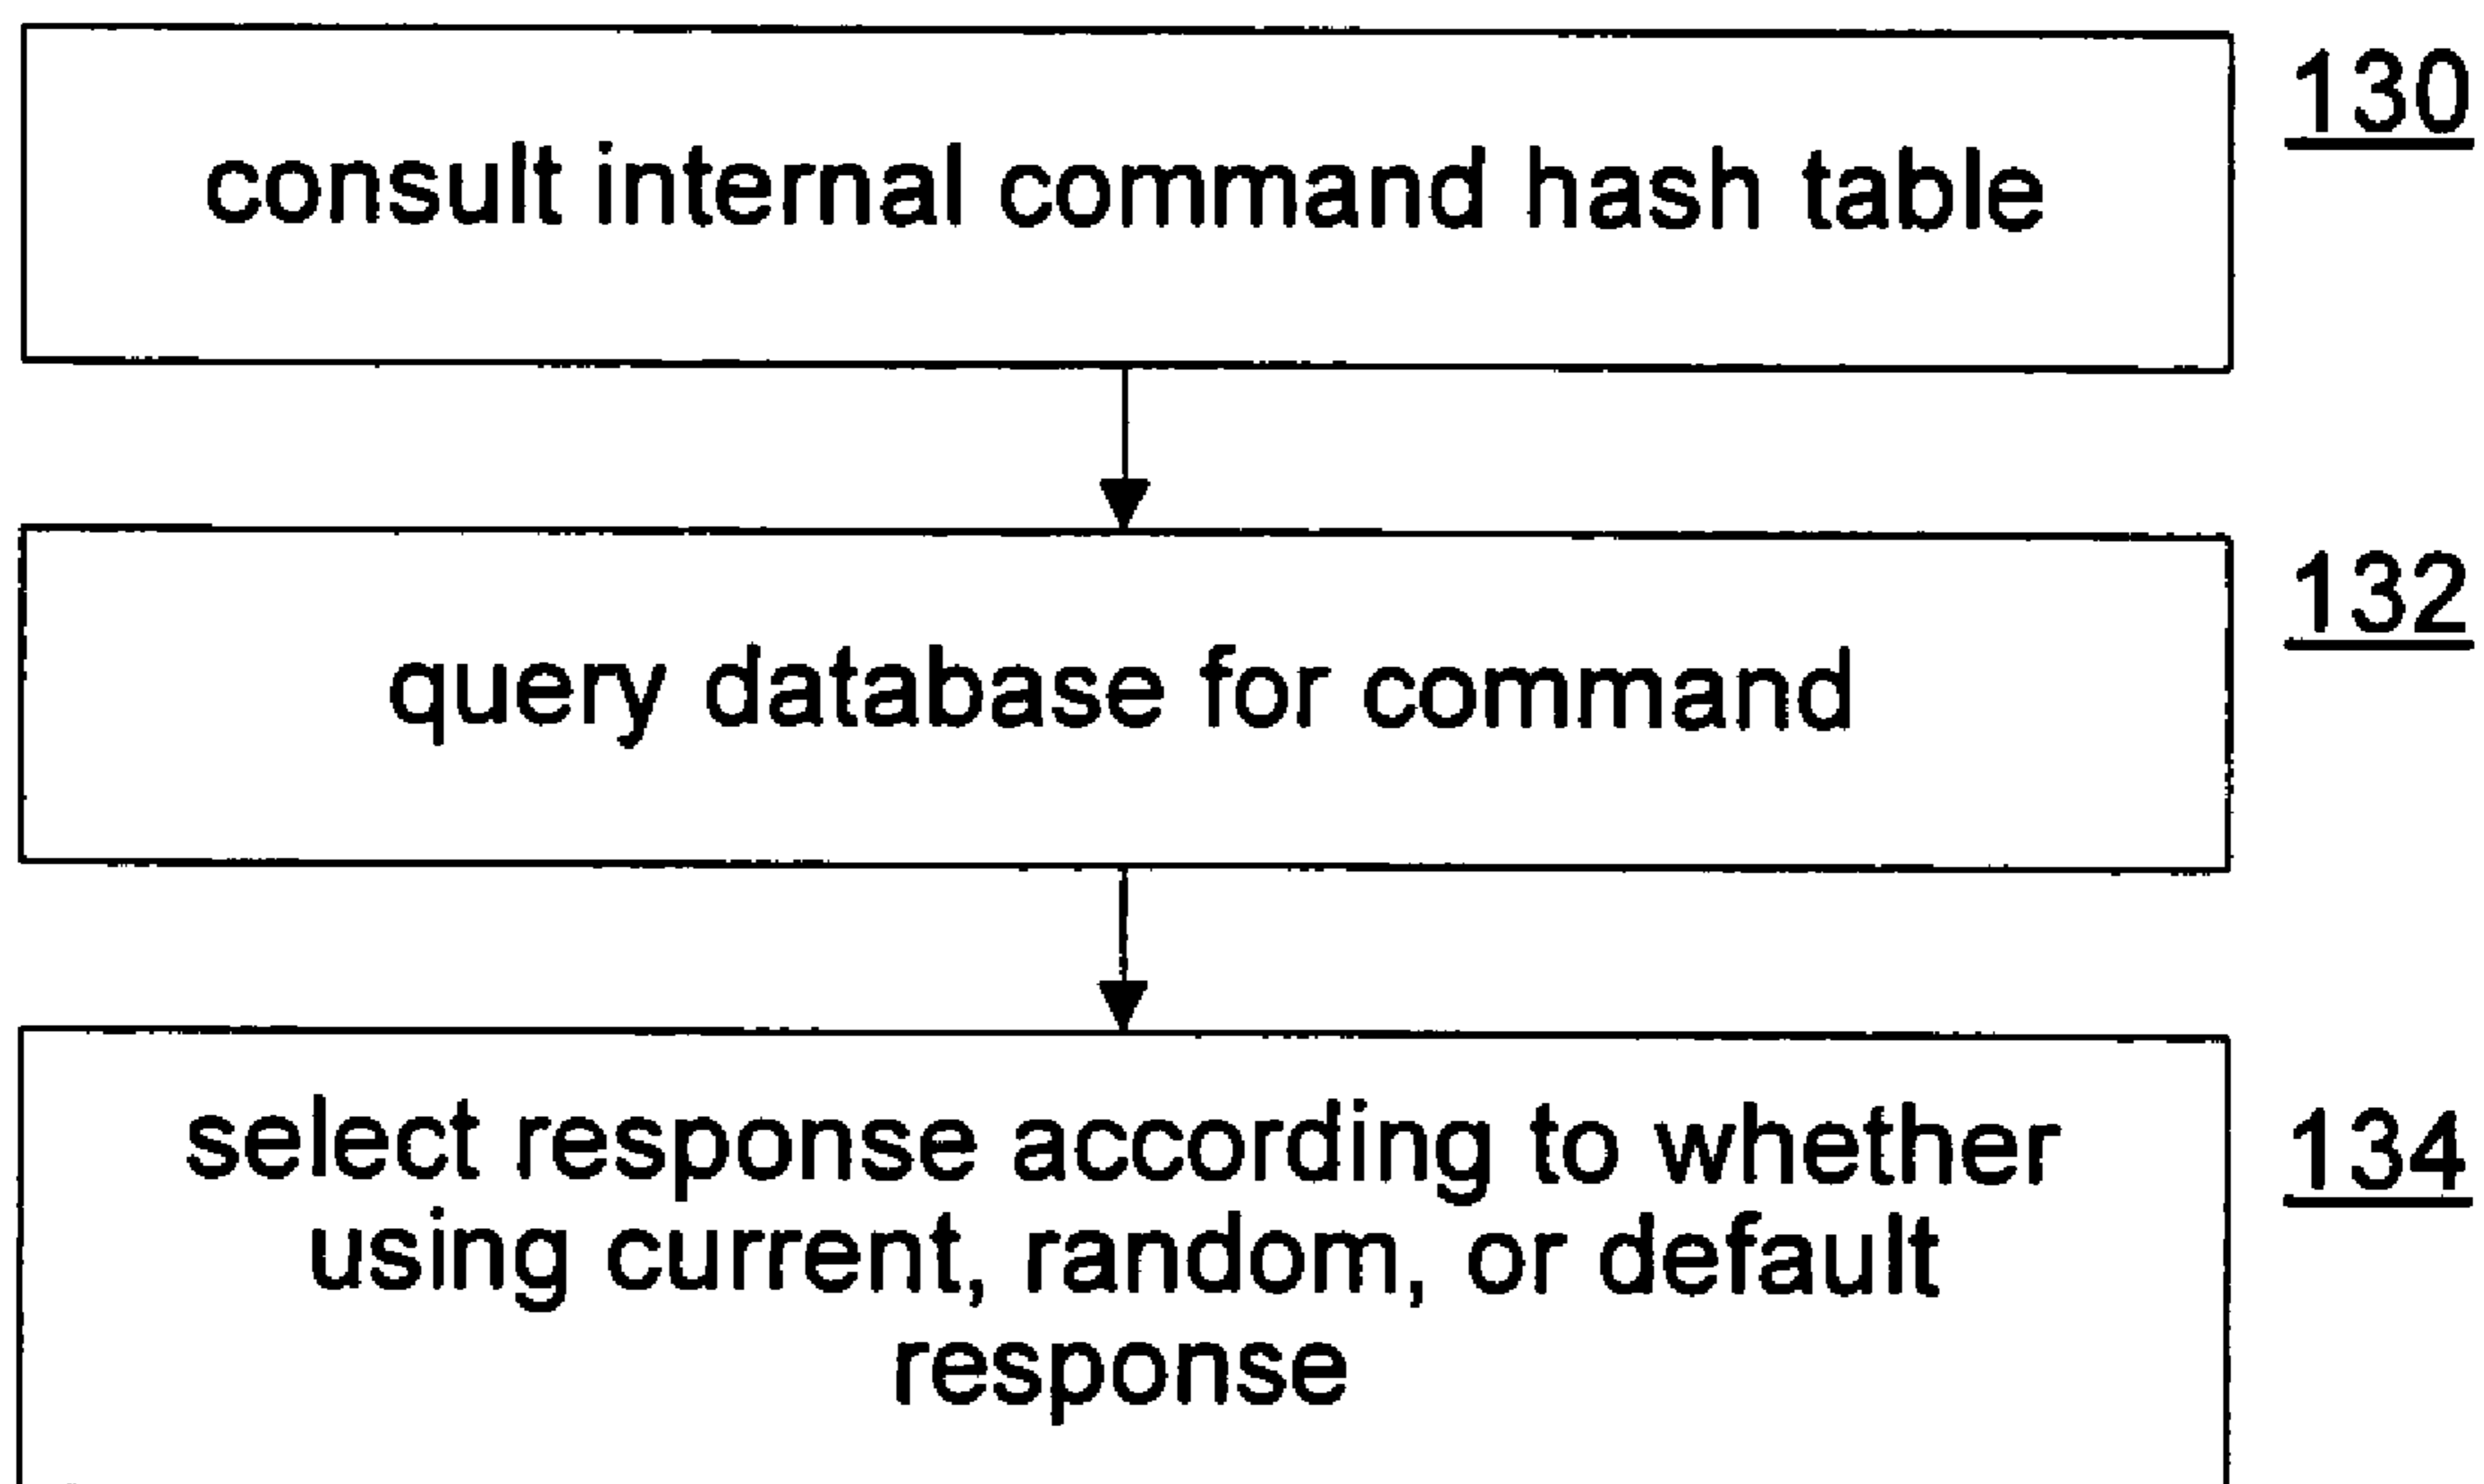 130
consult internal command hash table
132
query database for command
select response according to whether
134
using current, random, or default
response